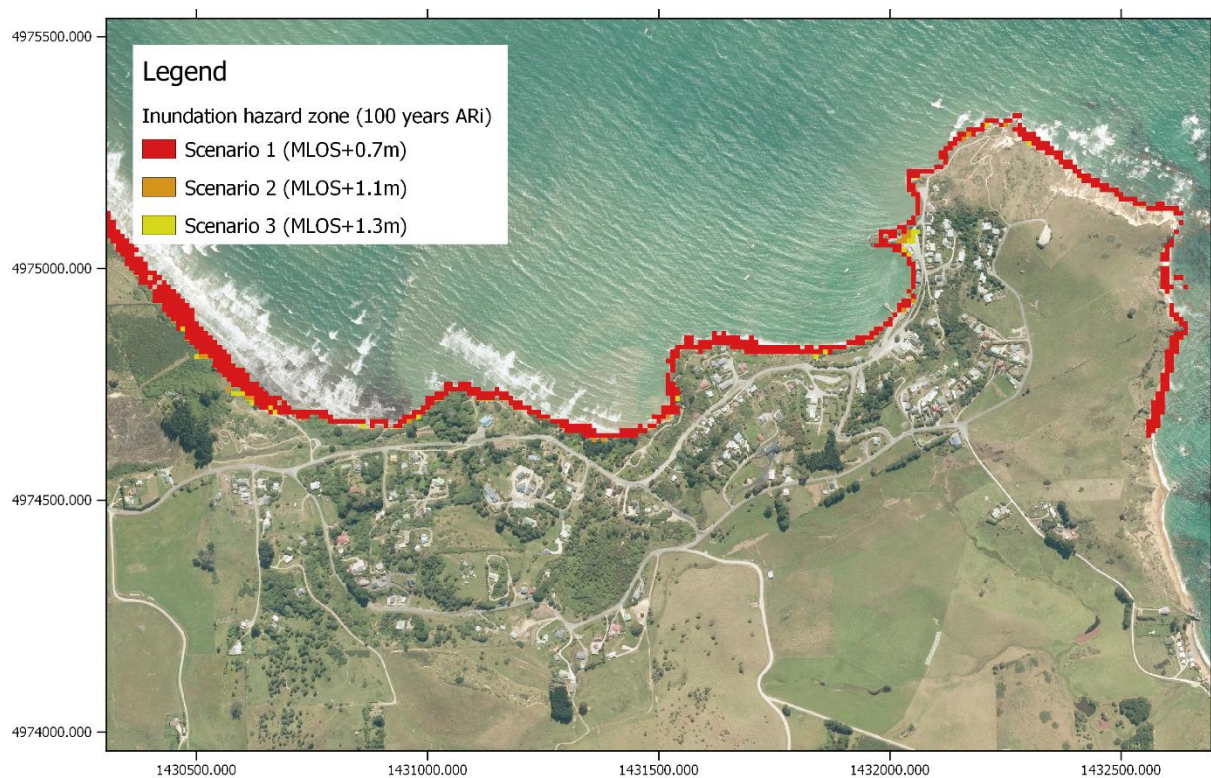 4975500.000
Legend
Inundation hazard zone (100 years ARi)
Scenario 1 (MLOS+0.7m)
Scenario 2 (MLOS+1.1m)
Scenario 3 (MLOS+1.3m)
4975000.000
4974500.000
4974000.000
1430500.000 1431000.000 1431500.000 1432000.000 1432500.000